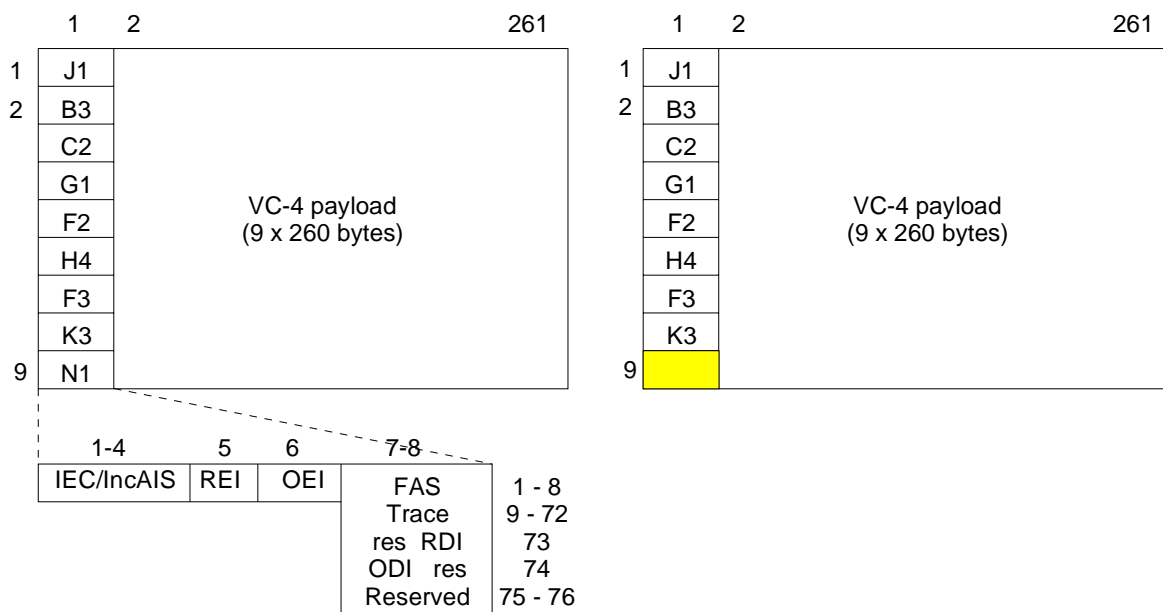 1 2 261
1 J1
2 B3
C2
G1
F2
H4
F3
K3
9 N1
VC-4 payload
(9 x 260 bytes)
1-4 5 6 7-8
IEC/IncAIS REI OEI
FAS 1 - 8
Trace 9 - 72
res RDI 73
ODI res 74
Reserved 75 - 76
1 2 261
1 J1
2 B3
C2
G1
F2
H4
F3
K3
9
VC-4 payload
(9 x 260 bytes)